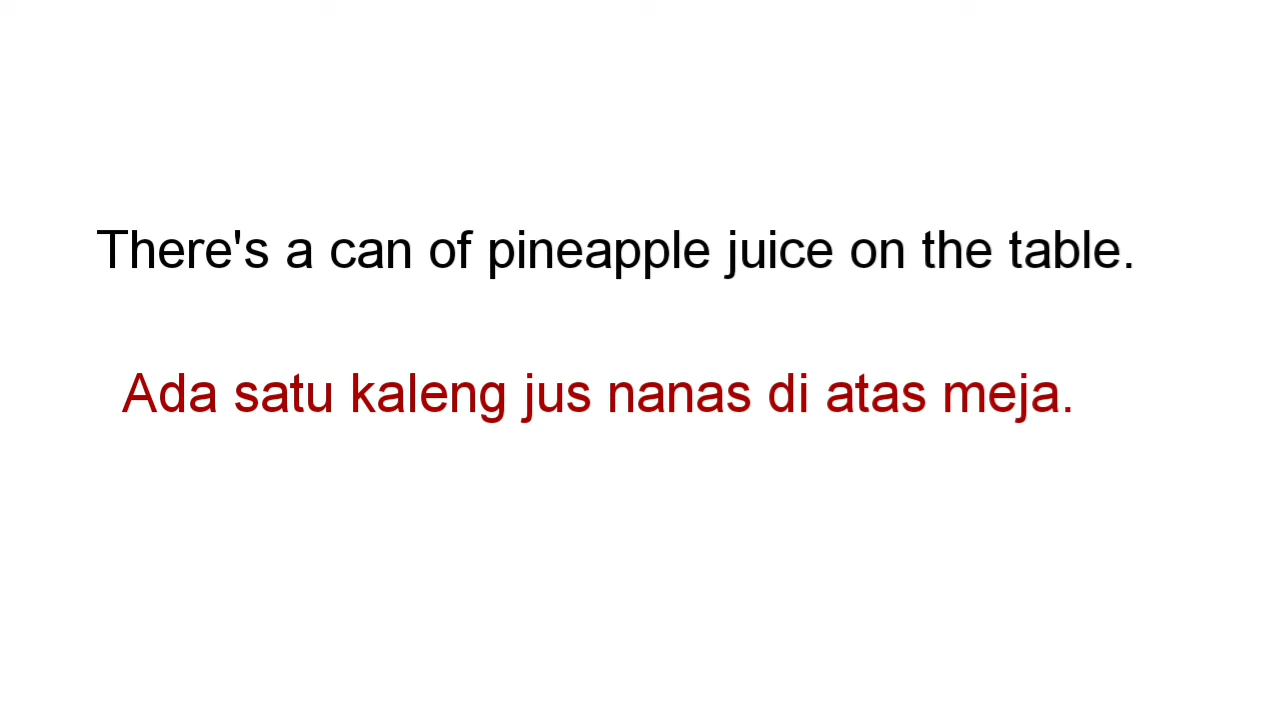 There's a can of pineapple juice on the table.
Ada satu kaleng jus nanas di atas meja.